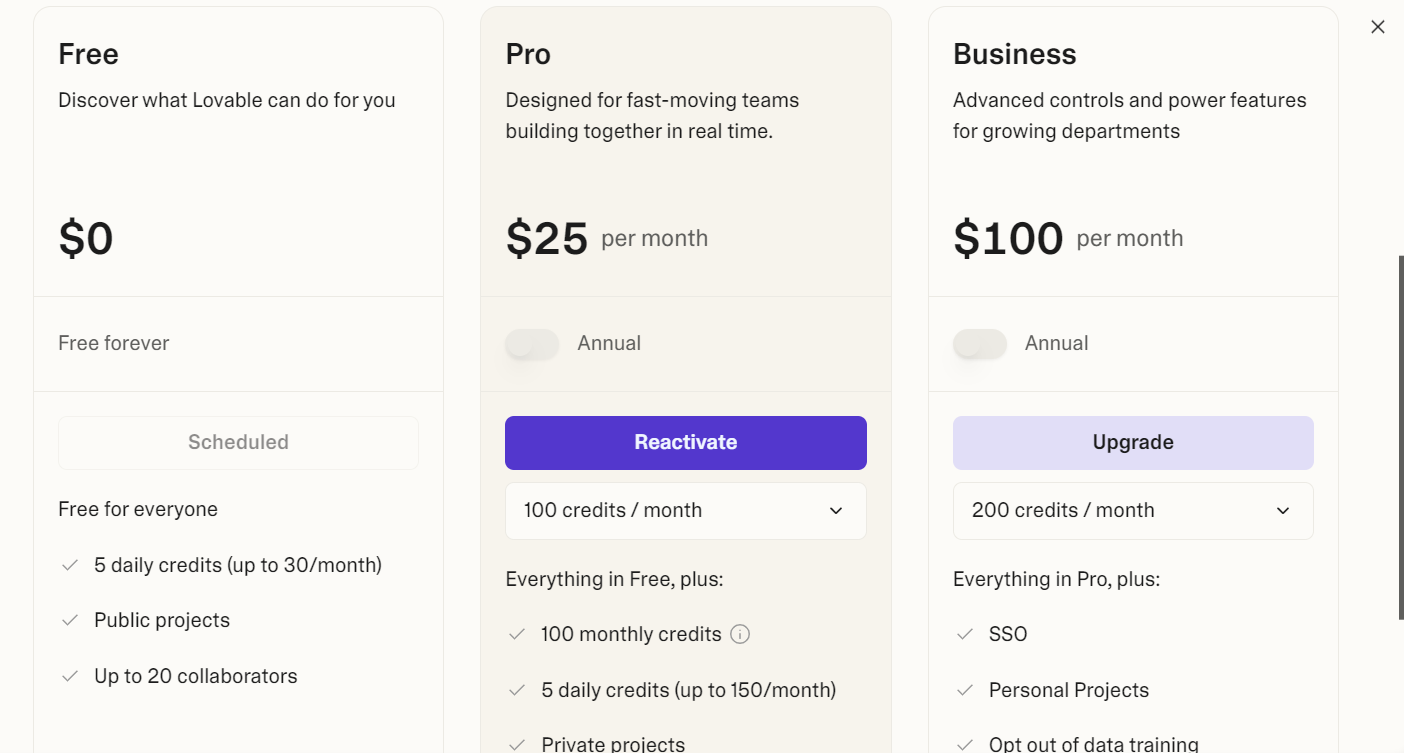 Free
Discover what Lovable can do for you
$0
Free forever
Scheduled
Free for everyone
5 daily credits (up to 30/month)
Public projects
Up to 20 collaborators
Pro
Designed for fast-moving teams
building together in real time.
$25 per month
Annual
Reactivate
100 credits / month
Everything in Free, plus:
100 monthly credits
5 daily credits (up to 150/month)
Private projects
Business
Advanced controls and power features
for growing departments
$100 per month
Annual
Upgrade
200 credits / month
Everything in Pro, plus:
SSO
Personal Projects
Opt out of data training